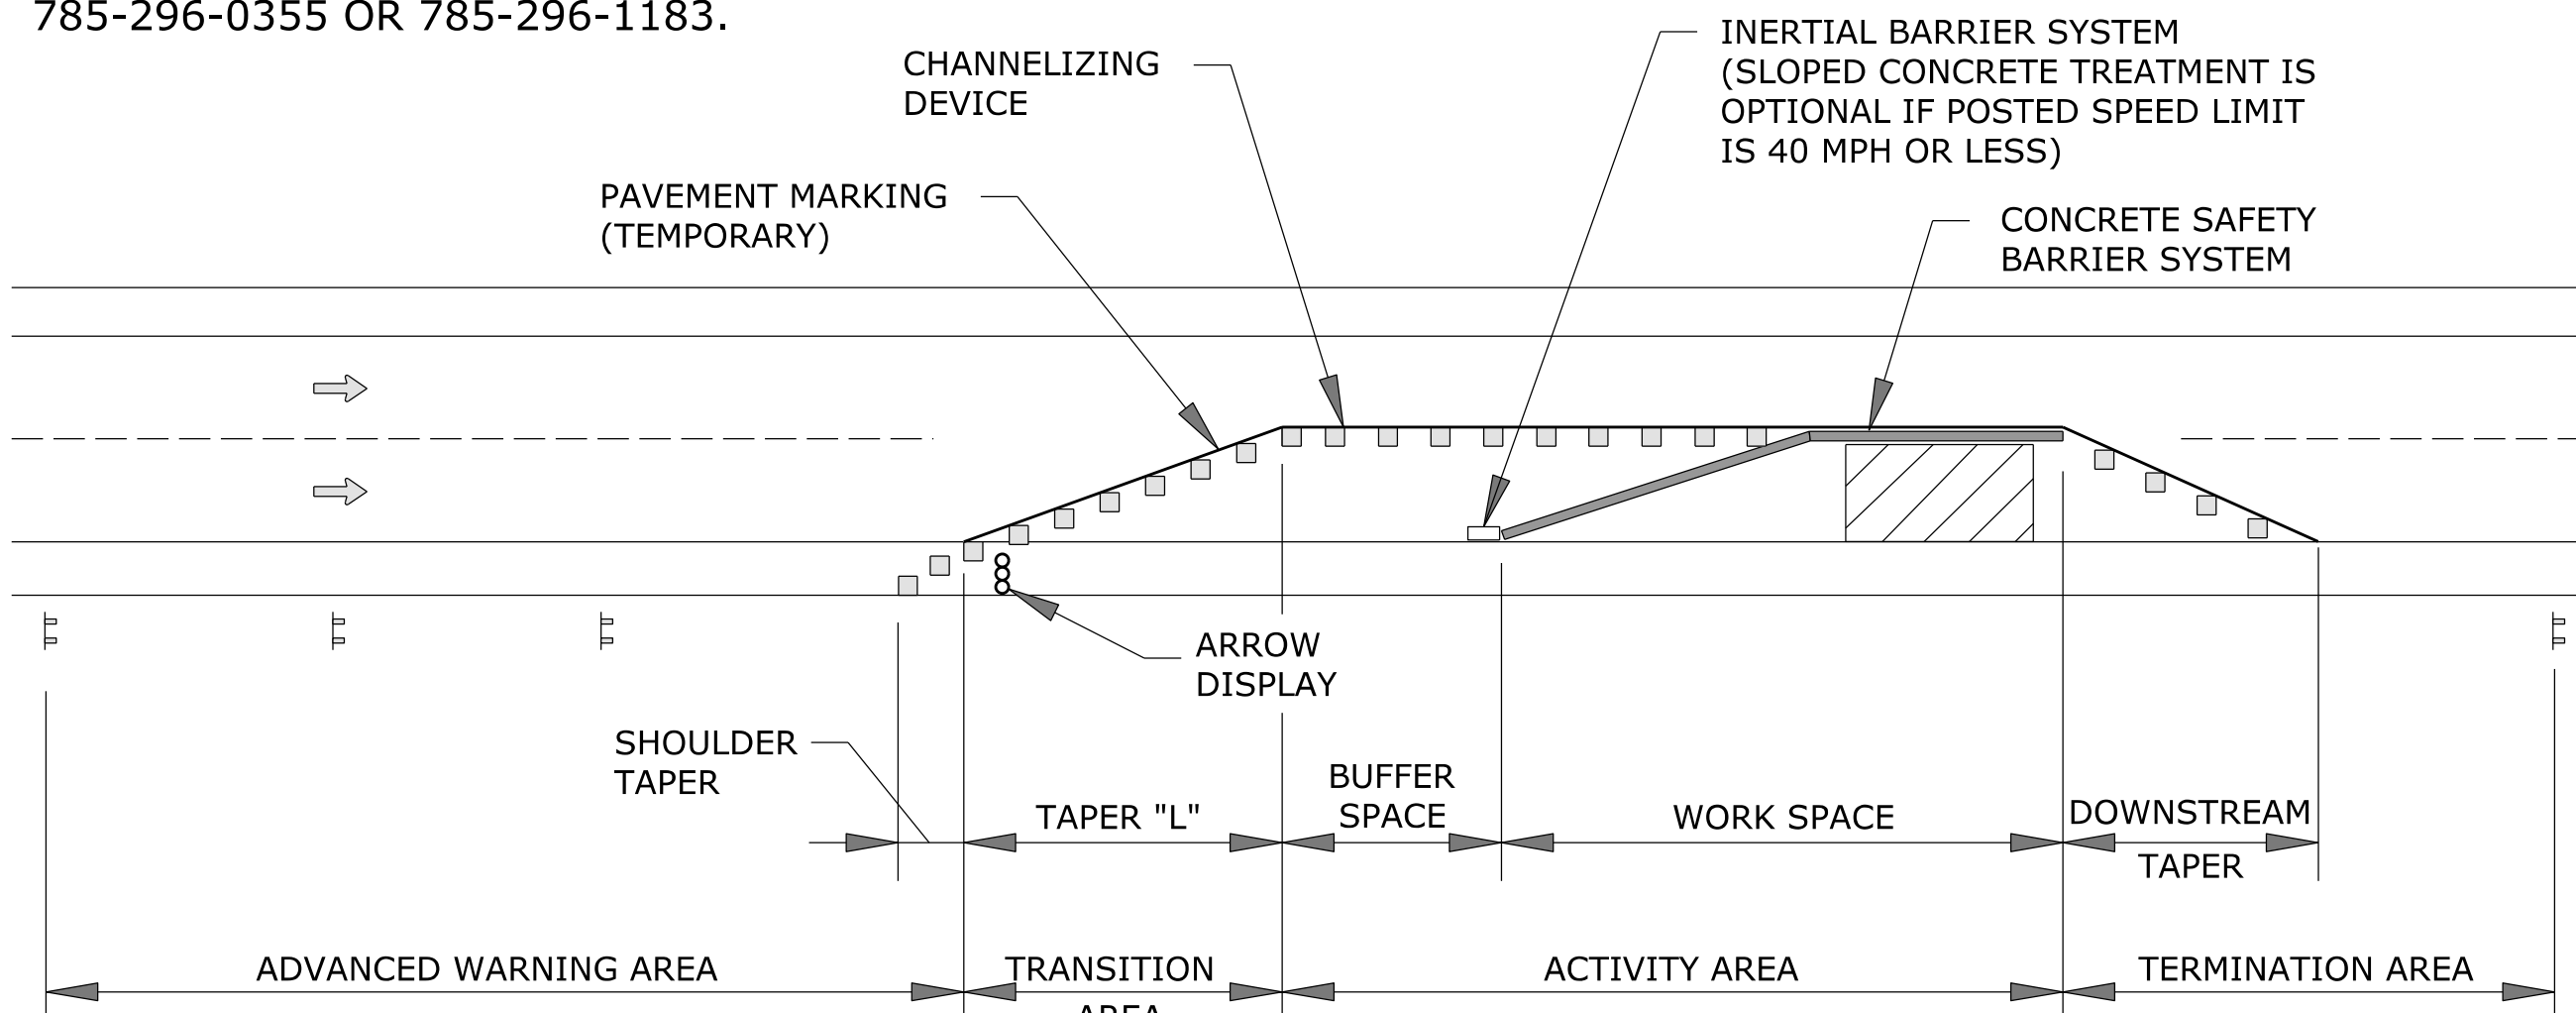 785-296-0355 OR 785-296-1183.
INERTIAL BARRIER SYSTEM
(SLOPED CONCRETE TREATMENT IS
OPTIONAL IF POSTED SPEED LIMIT
IS 40 MPH OR LESS)
CHANNELIZING
DEVICE
PAVEMENT MARKING
(TEMPORARY)
CONCRETE SAFETY
BARRIER SYSTEM
ARROW
DISPLAY
SHOULDER
TAPER
TAPER "L"
BUFFER
SPACE
WORK SPACE
DOWNSTREAM
TAPER
ADVANCED WARNING AREA
TRANSITION
AREA
ACTIVITY AREA
TERMINATION AREA